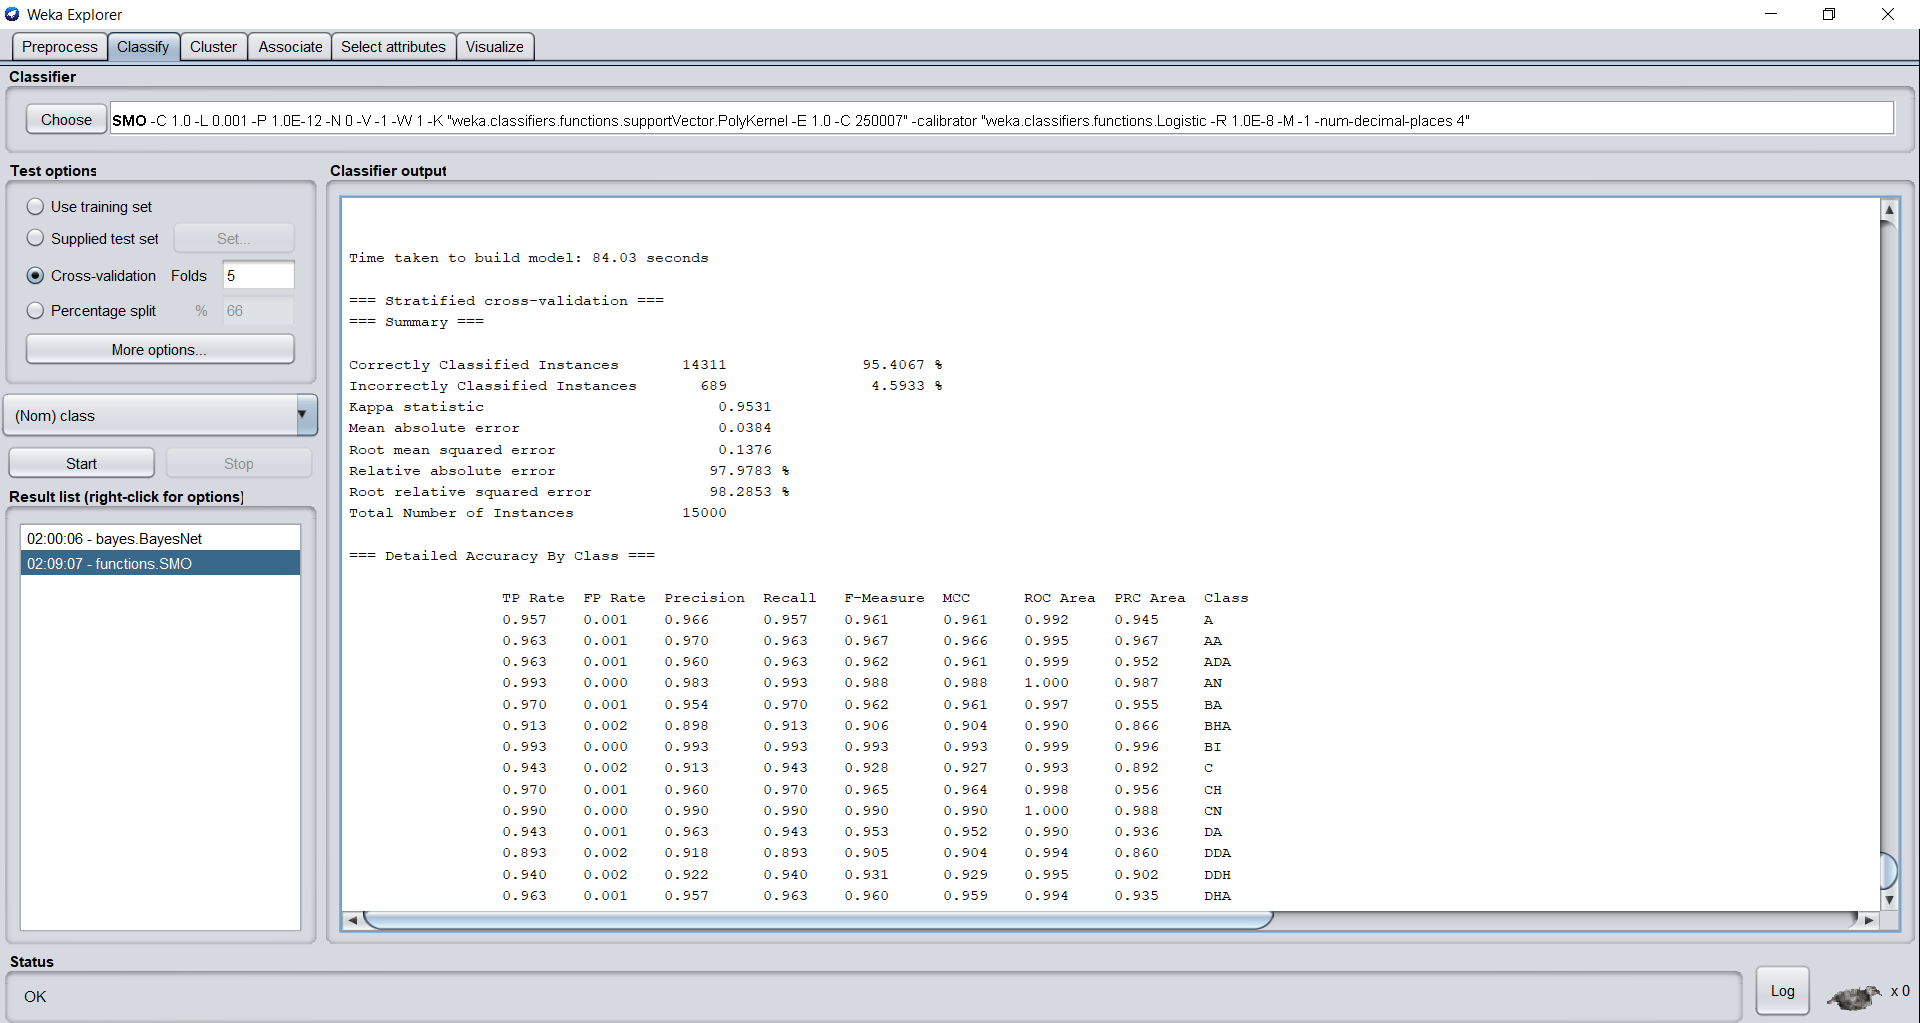 Weka Explorer
Preprocess Classify Cluster Associate Select attributes Visualize
Classifier
Choose SMO -C 1.0 -L 0.001 -P 1.0E-12 -N 0 -V -1 -W 1 -K "weka.classifiers.functions.supportVector.PolyKernel -E 1.0 -C 250007" -calibrator "weka.classifiers.functions.Logistic -R 1.0E-8 -M -1 -num-decimal-places 4"
Test options
Use training set
Supplied test set Set...
Cross-validation Folds 5
Percentage split % 66
More options...
(Nom) class
Start Stop
Result list (right-click for options)
02:00:06 - bayes.BayesNet
02:09:07 - functions.SMO
Classifier output
Time taken to build model: 84.03 seconds
=== Stratified cross-validation ===
=== Summary ===
Correctly Classified Instances 14311 95.4067 %
Incorrectly Classified Instances 689 4.5933 %
Kappa statistic 0.9531
Mean absolute error 0.0384
Root mean squared error 0.1376
Relative absolute error 97.9783 %
Root relative squared error 98.2853 %
Total Number of Instances 15000
=== Detailed Accuracy By Class ===
TP Rate FP Rate Precision Recall F-Measure MCC ROC Area PRC Area Class
0.957 0.001 0.966 0.957 0.961 0.961 0.992 0.945 A
0.963 0.001 0.970 0.963 0.967 0.966 0.995 0.967 AA
0.963 0.001 0.960 0.963 0.962 0.961 0.999 0.952 ADA
0.993 0.000 0.983 0.993 0.988 0.988 1.000 0.987 AN
0.970 0.001 0.954 0.970 0.962 0.961 0.997 0.955 BA
0.913 0.002 0.898 0.913 0.906 0.904 0.990 0.866 BHA
0.993 0.000 0.993 0.993 0.993 0.993 0.999 0.996 BI
0.943 0.002 0.913 0.943 0.928 0.927 0.993 0.892 C
0.970 0.001 0.960 0.970 0.965 0.964 0.998 0.956 CH
0.990 0.000 0.990 0.990 0.990 0.990 1.000 0.988 CN
0.943 0.001 0.963 0.943 0.953 0.952 0.990 0.936 DA
0.893 0.002 0.918 0.893 0.905 0.904 0.994 0.860 DDA
0.940 0.002 0.922 0.940 0.931 0.929 0.995 0.902 DDH
0.963 0.001 0.957 0.963 0.960 0.959 0.994 0.935 DHA
Status
OK
Log x 0